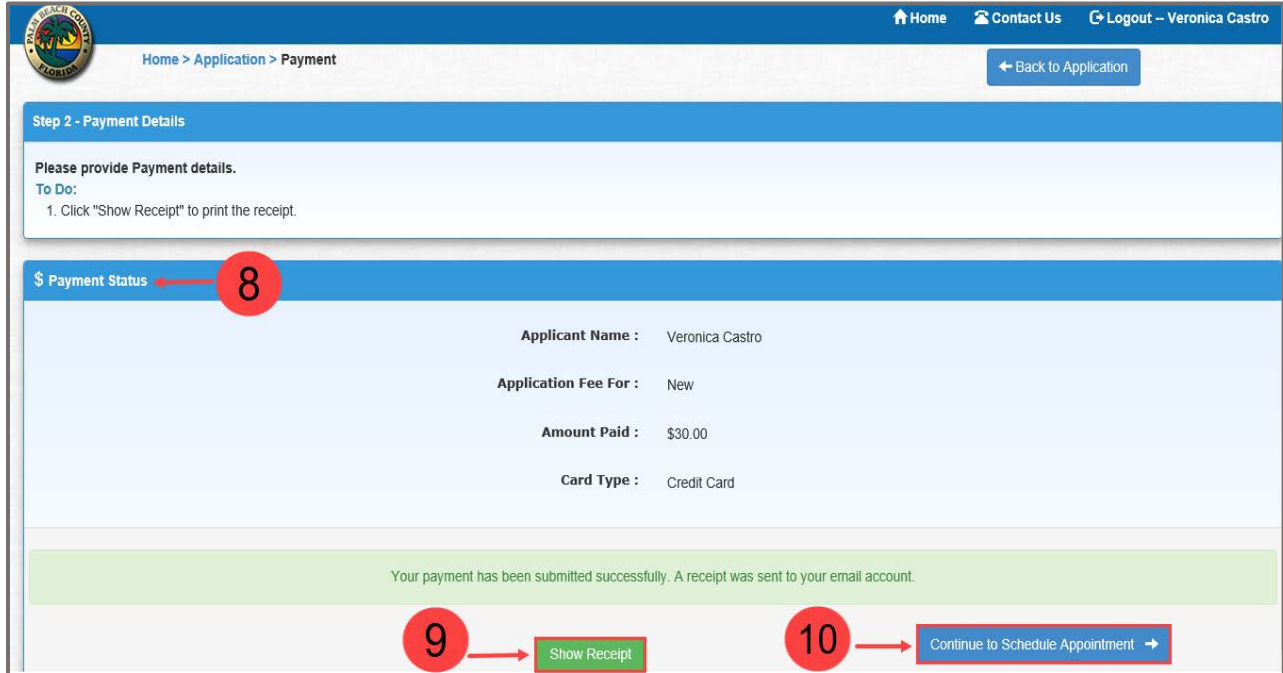 PALM BEACH COUNTY
FLORIDA
Home Contact Us Logout -- Veronica Castro
Home > Application > Payment
Back to Application
Step 2 - Payment Details
Please provide Payment details.
To Do:
1. Click "Show Receipt" to print the receipt.
$ Payment Status
8
Applicant Name : Veronica Castro
Application Fee For : New
Amount Paid : $30.00
Card Type : Credit Card
Your payment has been submitted successfully. A receipt was sent to your email account.
9
Show Receipt
10
Continue to Schedule Appointment